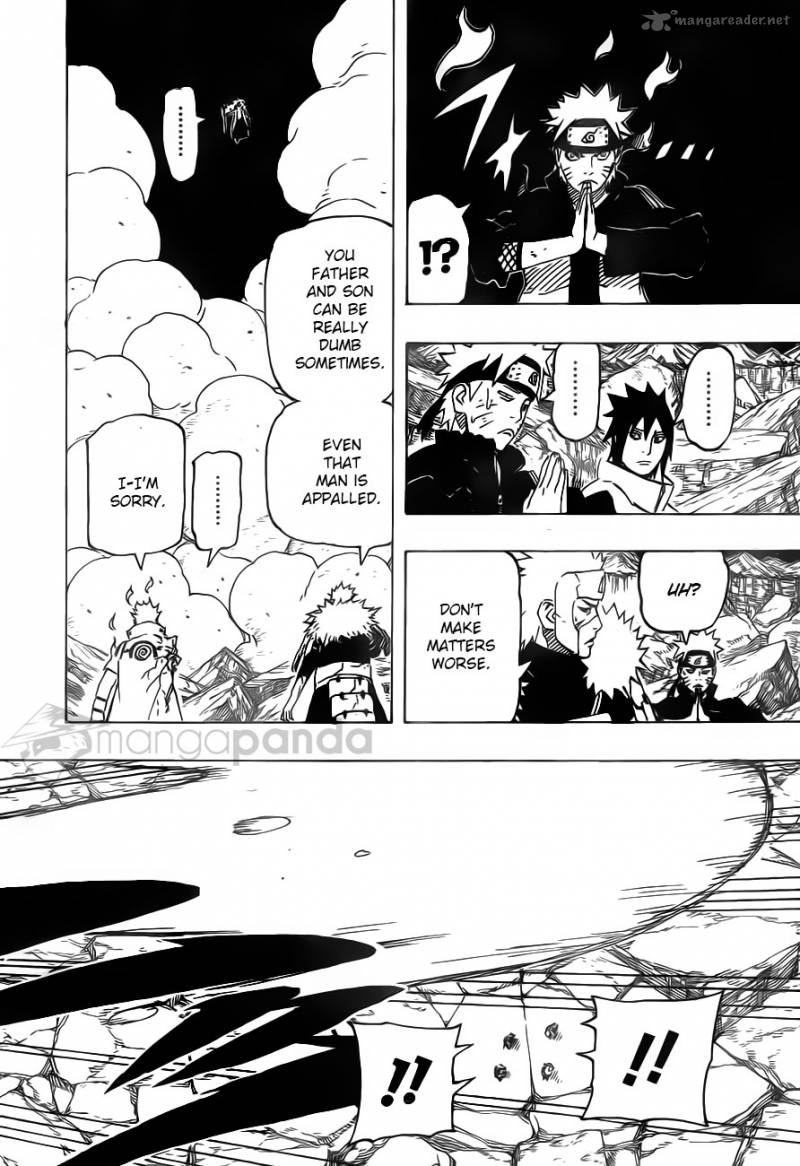 mangareader.net
!?
........
........
UH?
DON'T
MAKE
MATTERS
WORSE.
........
YOU
FATHER
AND SON
CAN BE
REALLY
DUMB
SOMETIMES.
EVEN
THAT
MAN IS
APPALLED.
........
I-I'M
SORRY.
mangapanda
!!
!!